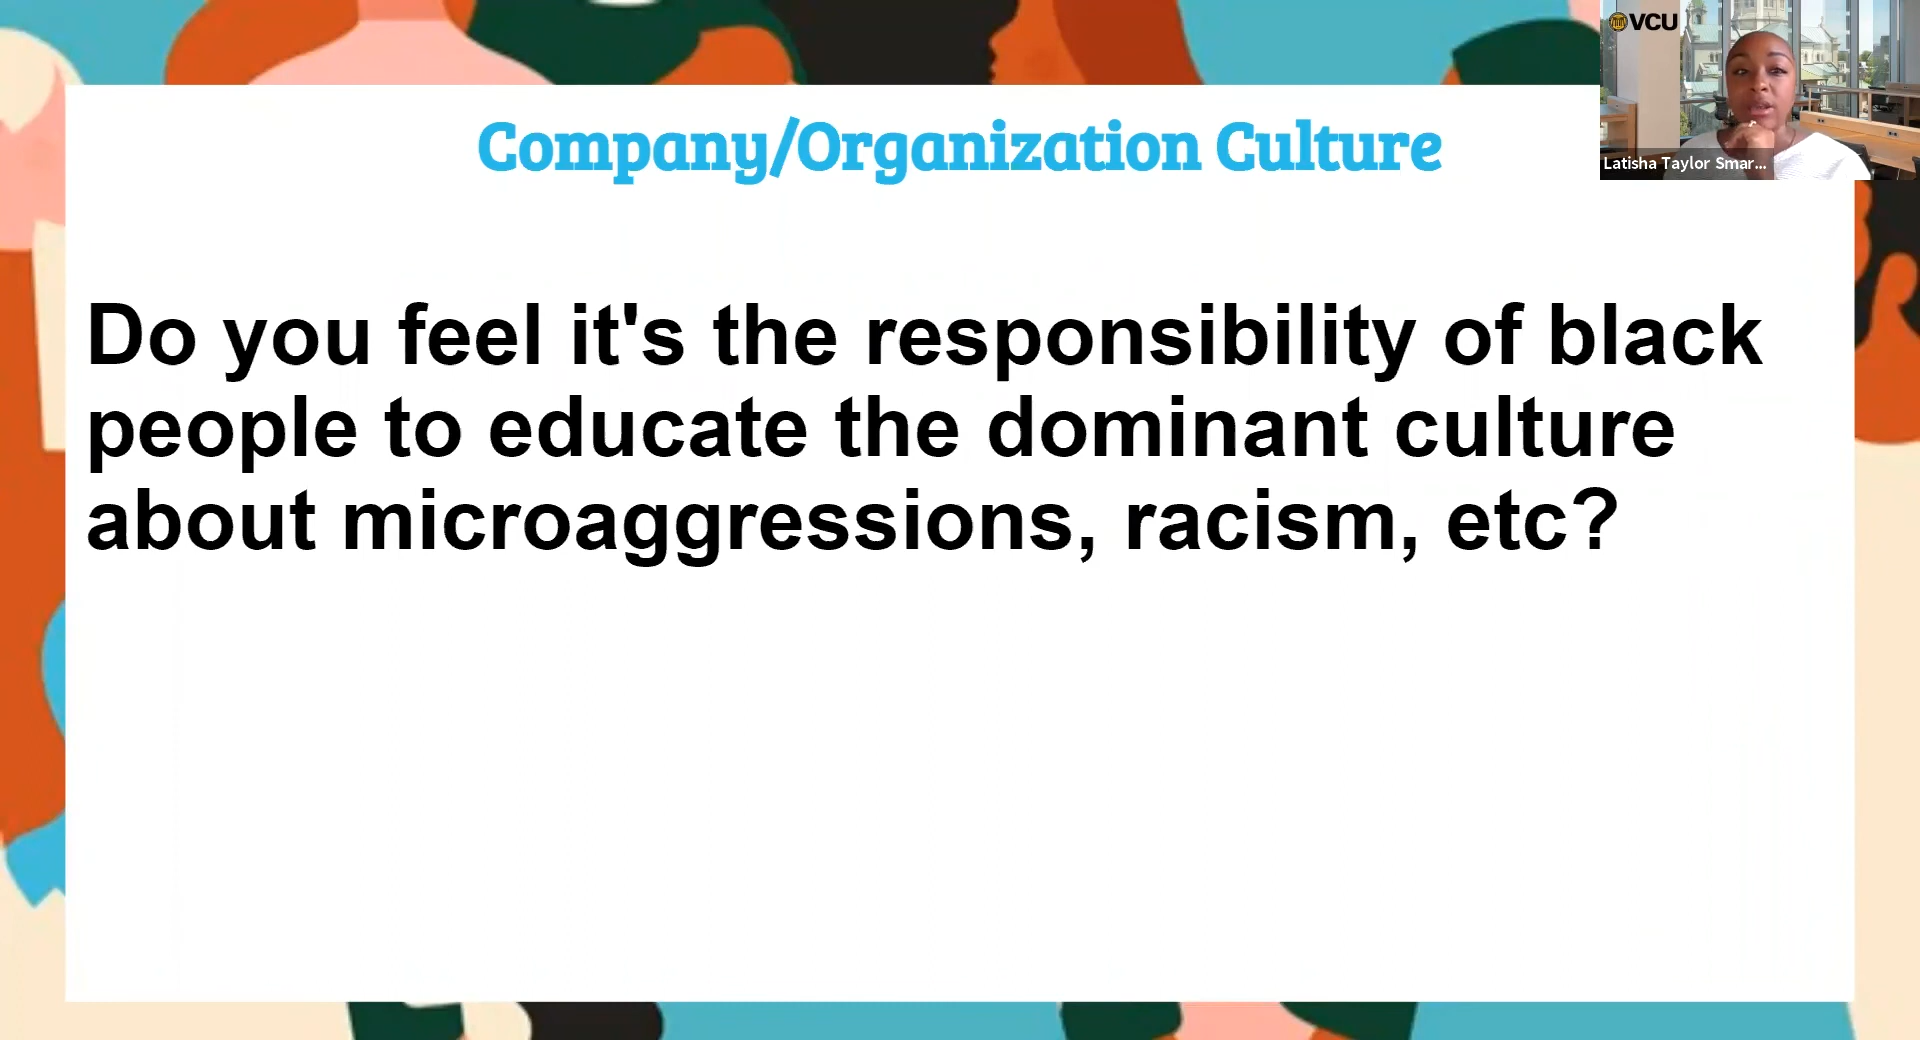 VCU
Company/Organization Culture
Latisha Taylor Smar...
Do you feel it's the responsibility of black
people to educate the dominant culture
about microaggressions, racism, etc?